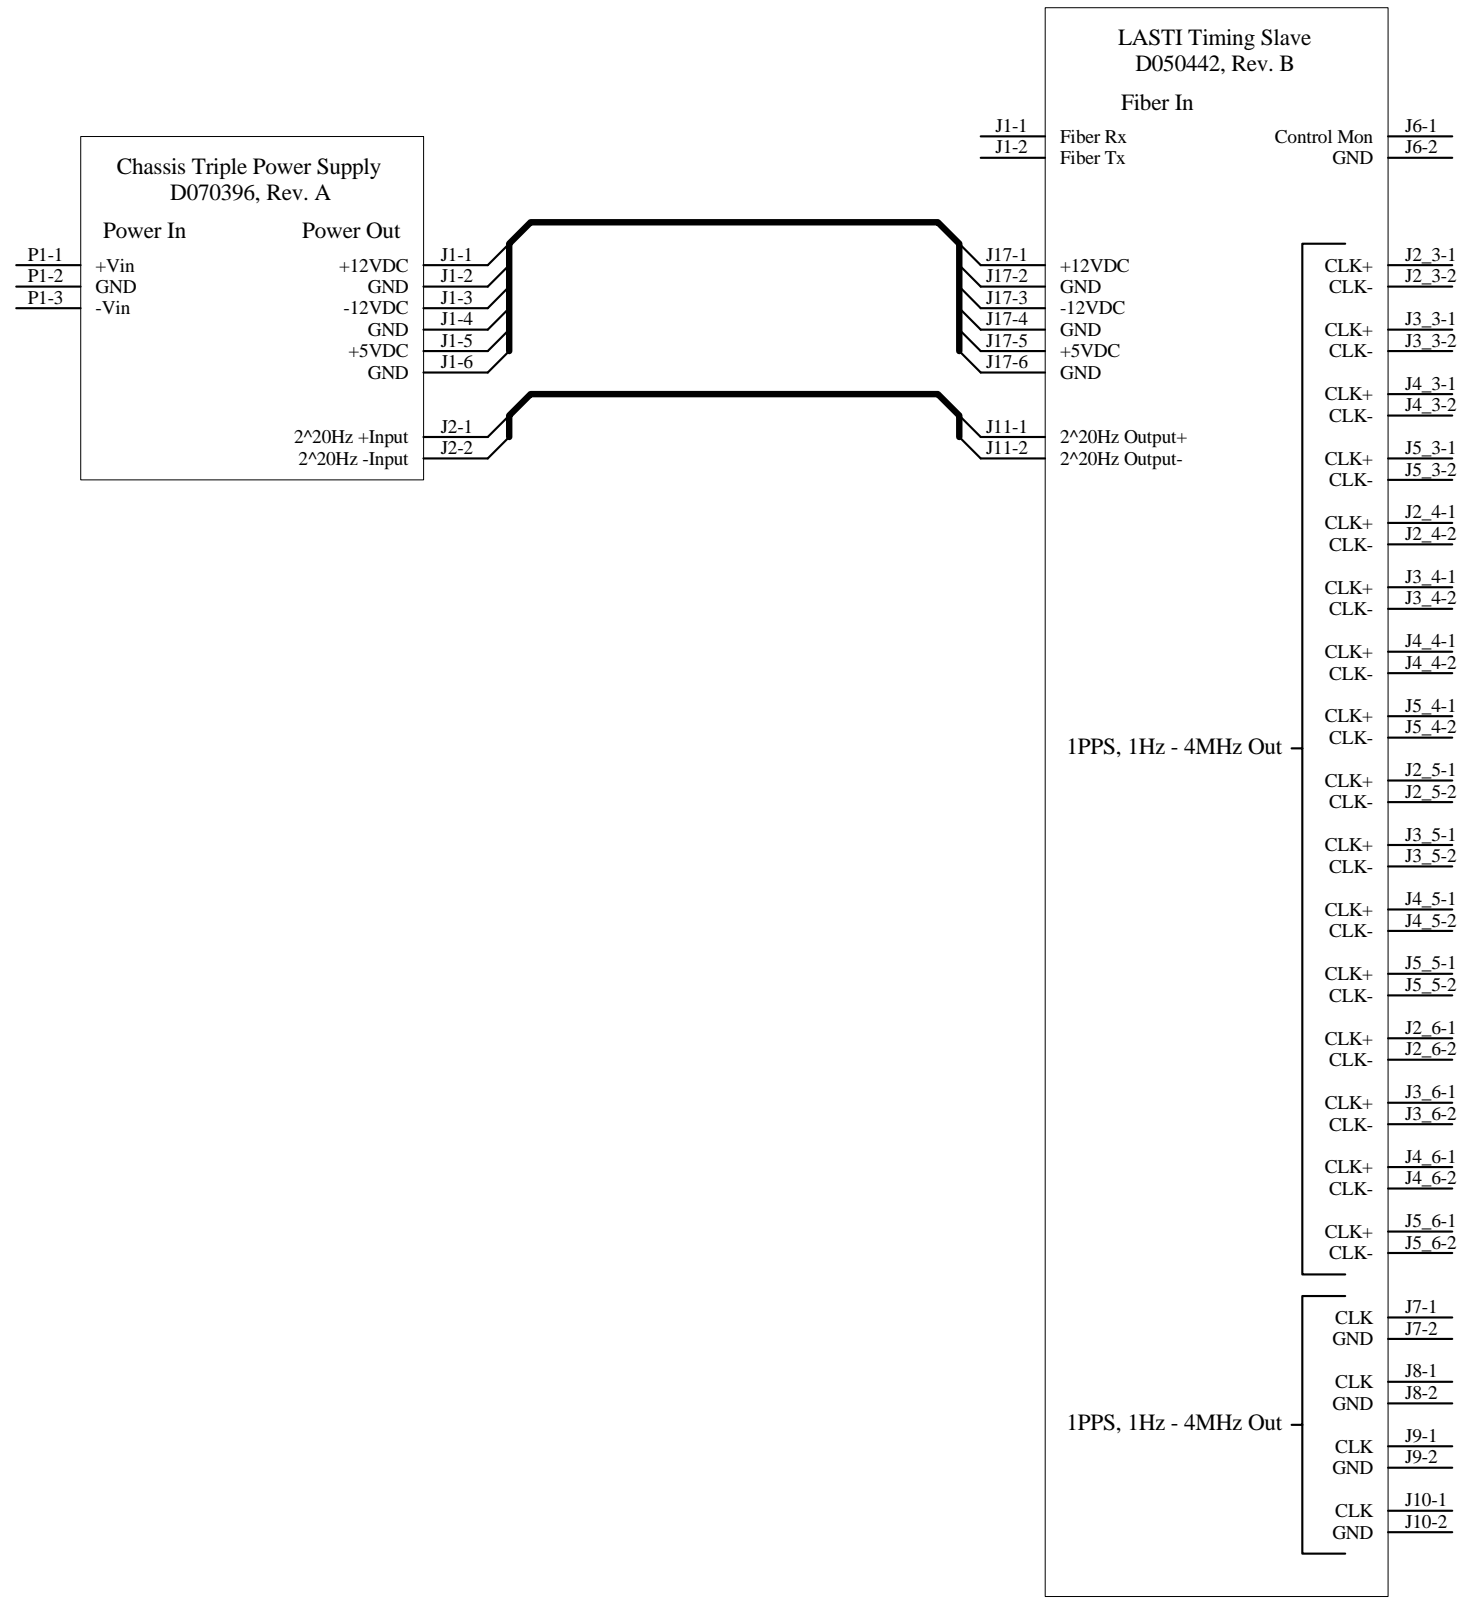 Chassis Triple Power Supply
D070396, Rev. A
Power In
Power Out
P1-1 +Vin
P1-2 GND
P1-3 -Vin
+12VDC J1-1
GND J1-2
-12VDC J1-3
GND J1-4
+5VDC J1-5
GND J1-6
2^20Hz +Input J2-1
2^20Hz -Input J2-2
LASTI Timing Slave
D050442, Rev. B
Fiber In
J1-1 Fiber Rx
J1-2 Fiber Tx
J17-1 +12VDC
J17-2 GND
J17-3 -12VDC
J17-4 GND
J17-5 +5VDC
J17-6 GND
J11-1 2^20Hz Output+
J11-2 2^20Hz Output-
Control Mon J6-1
GND J6-2
1PPS, 1Hz - 4MHz Out
CLK+ J2_3-1
CLK- J2_3-2
CLK+ J3_3-1
CLK- J3_3-2
CLK+ J4_3-1
CLK- J4_3-2
CLK+ J5_3-1
CLK- J5_3-2
CLK+ J2_4-1
CLK- J2_4-2
CLK+ J3_4-1
CLK- J3_4-2
CLK+ J4_4-1
CLK- J4_4-2
CLK+ J5_4-1
CLK- J5_4-2
CLK+ J2_5-1
CLK- J2_5-2
CLK+ J3_5-1
CLK- J3_5-2
CLK+ J4_5-1
CLK- J4_5-2
CLK+ J5_5-1
CLK- J5_5-2
CLK+ J2_6-1
CLK- J2_6-2
CLK+ J3_6-1
CLK- J3_6-2
CLK+ J4_6-1
CLK- J4_6-2
CLK+ J5_6-1
CLK- J5_6-2
1PPS, 1Hz - 4MHz Out
CLK J7-1
GND J7-2
CLK J8-1
GND J8-2
CLK J9-1
GND J9-2
CLK J10-1
GND J10-2